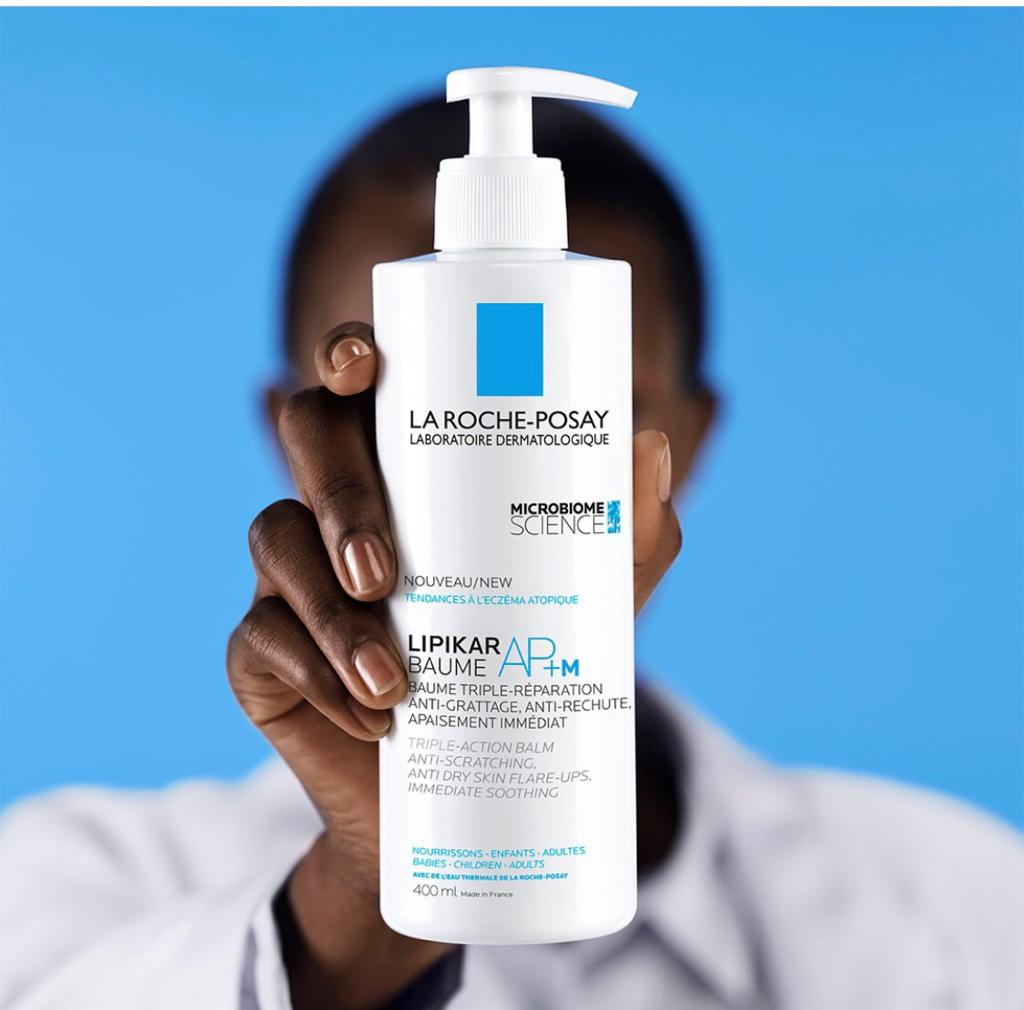 LA ROCHE-POSAY
LABORATOIRE DERMATOLOGIQUE
MICROBIOME
SCIENCE
NOUVEAU/NEW
TENDANCES À L'ECZÉMA ATOPIQUE
LIPIKAR
BAUME AP+M
BAUME TRIPLE-RÉPARATION
ANTI-GRATTAGE, ANTI-RECHUTE,
APAISEMENT IMMÉDIAT
TRIPLE-ACTION BALM
ANTI-SCRATCHING,
ANTI DRY SKIN FLARE-UPS.
IMMEDIATE SOOTHING
NOURRISSONS - ENFANTS - ADULTES
BABIES - CHILDREN - ADULTS
AVEC DE L'EAU THERMALE DE LA ROCHE-POSAY
400 ml Made in France